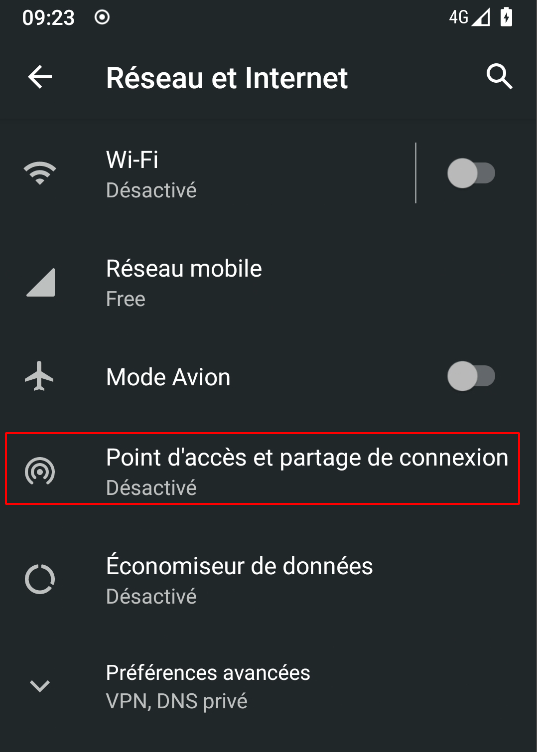 09:23
4G
Réseau et Internet
Wi-Fi
Désactivé
Réseau mobile
Free
Mode Avion
Point d'accès et partage de connexion
Désactivé
Économiseur de données
Désactivé
Préférences avancées
VPN, DNS privé